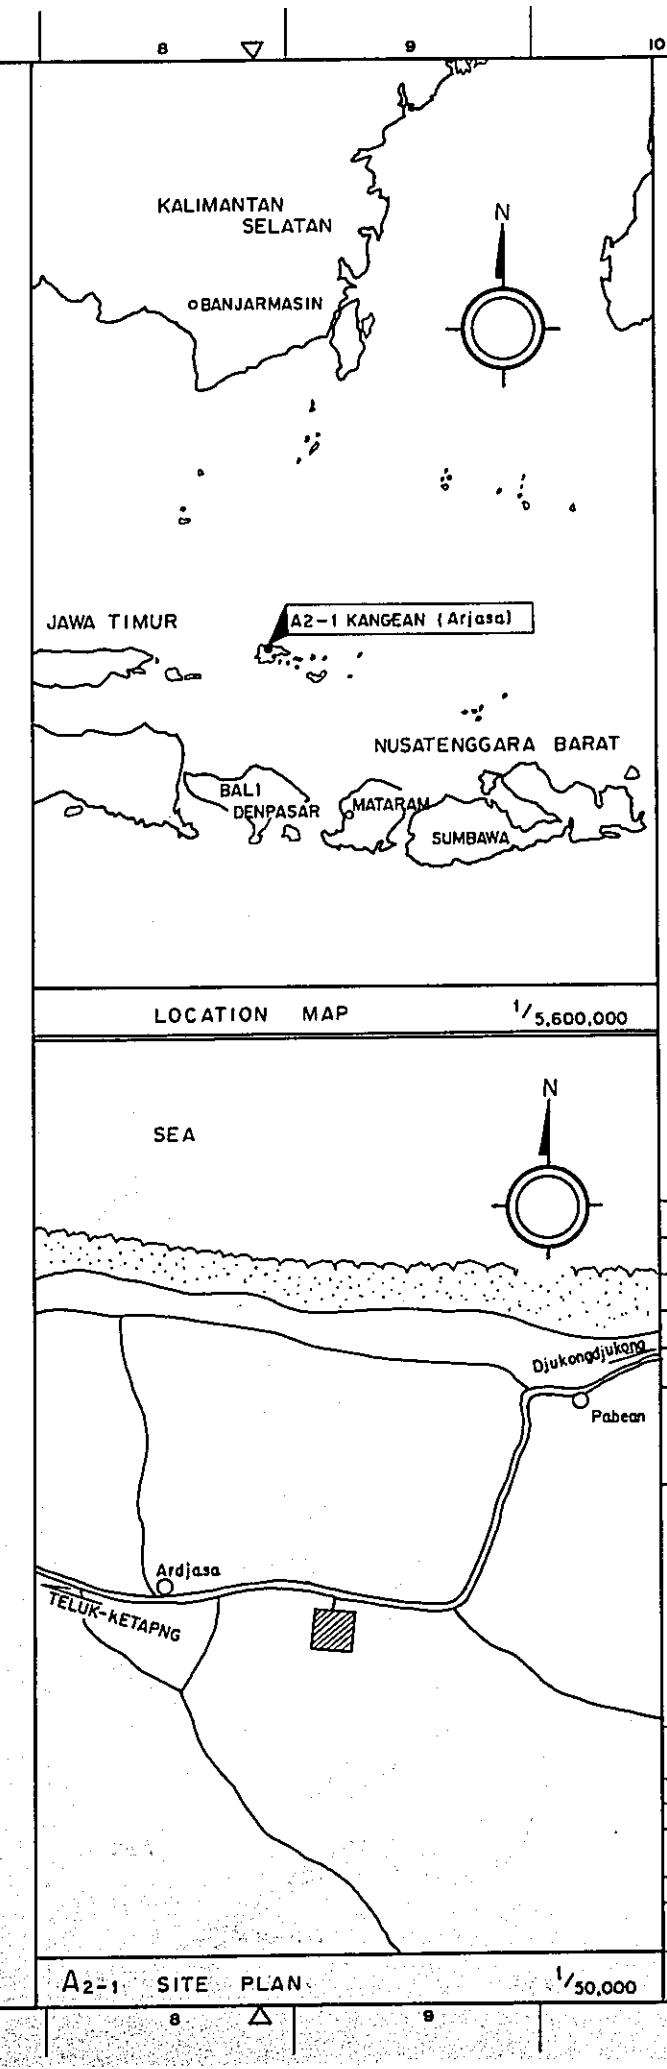 8 9 10
KALIMANTAN
SELATAN
N
BANJARMASIN
JAWA TIMUR
A2-1 KANGEAN (Arjasa)
NUSATENGGARA BARAT
BALI
DENPASAR
MATARAM
SUMBAWA
LOCATION MAP 1/5,600,000
N
SEA
Djukongdjukong
Pabean
Ardjasa
TELUK-KETAPNG
A2-1 SITE PLAN 1/50,000
8 9